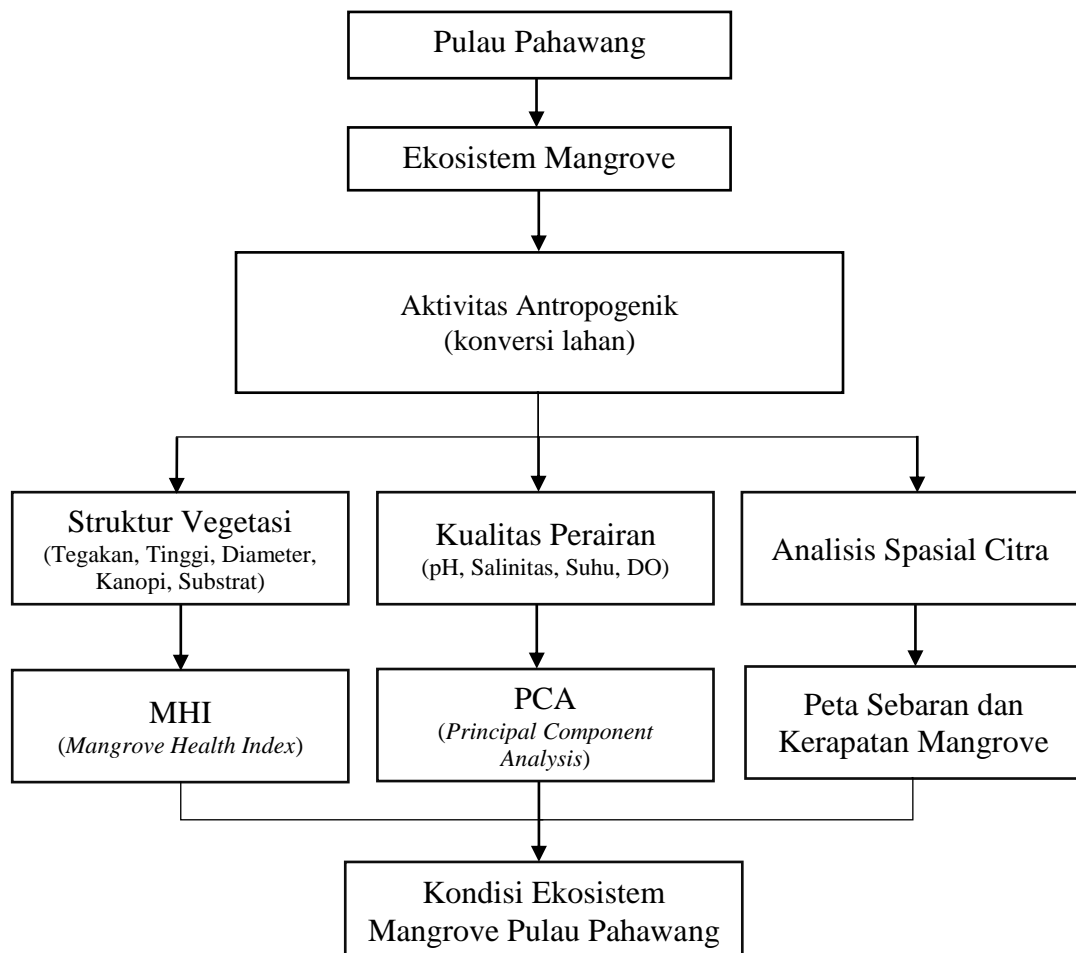 Pulau Pahawang
Ekosistem Mangrove
Aktivitas Antropogenik
(konversi lahan)
Struktur Vegetasi
(Tegakan, Tinggi, Diameter,
Kanopi, Substrat)
Kualitas Perairan
(pH, Salinitas, Suhu, DO)
Analisis Spasial Citra
MHI
(Mangrove Health Index)
PCA
(Principal Component
Analysis)
Peta Sebaran dan
Kerapatan Mangrove
Kondisi Ekosistem
Mangrove Pulau Pahawang